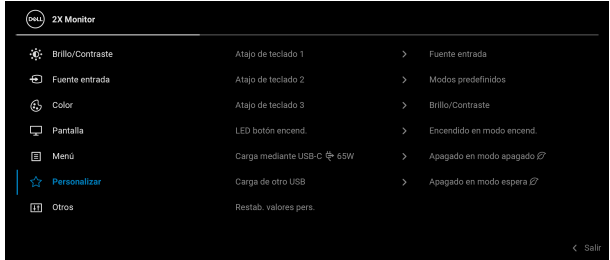 DELL 2X Monitor
Brillo/Contraste Atajo de teclado 1 > Fuente entrada
Fuente entrada Atajo de teclado 2 > Modos predefinidos
Color Atajo de teclado 3 > Brillo/Contraste
Pantalla LED botón encend. > Encendido en modo encend.
Menú Carga mediante USB-C 65W > Apagado en modo apagado
Personalizar Carga de otro USB > Apagado en modo espera
Otros Restab. valores pers.
< Salir